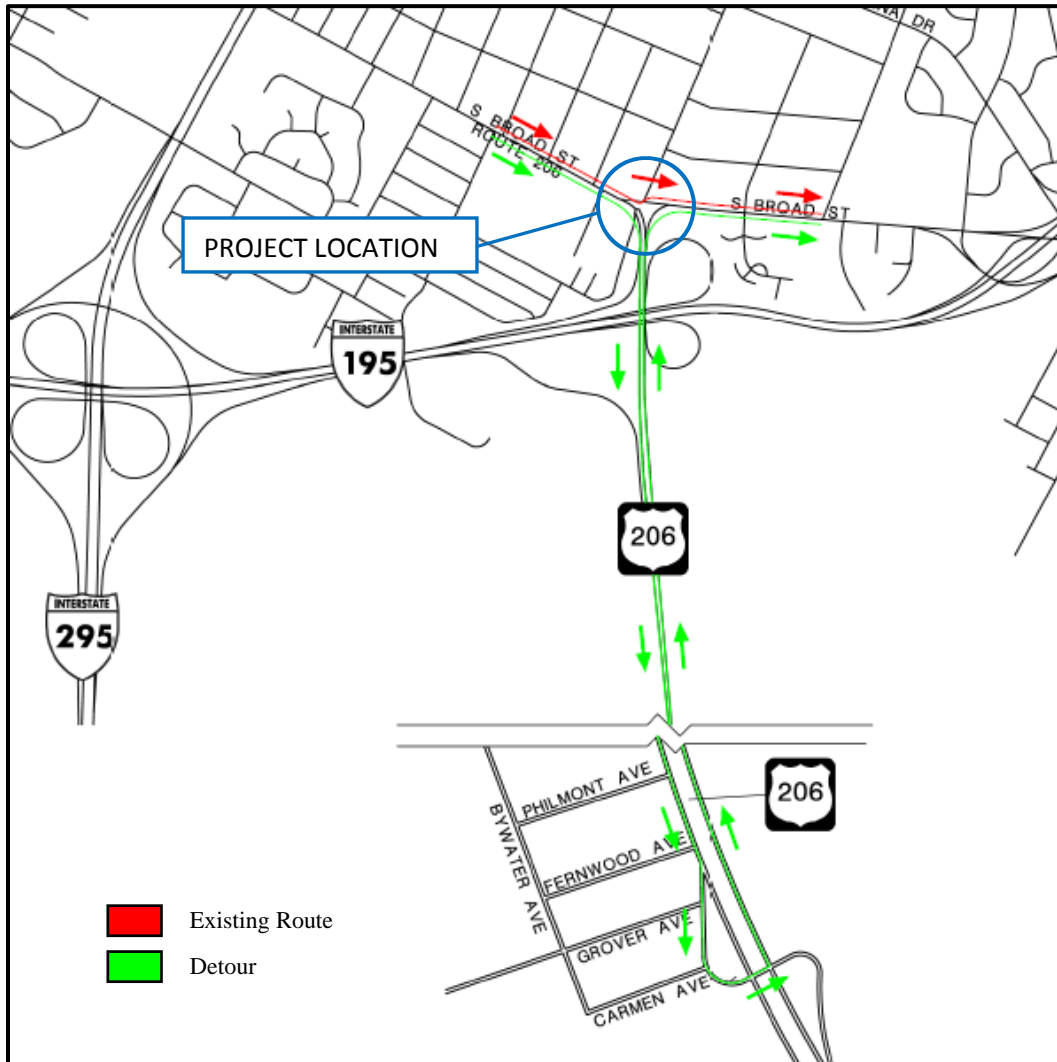 NA DR
S BROAD ST
ROUTE 206
S BROAD ST
PROJECT LOCATION
INTERSTATE
195
206
INTERSTATE
295
206
PHILMONT AVE
BYWATER AVE
FERNWOOD AVE
GROVER AVE
CARMEN AVE
Existing Route
Detour